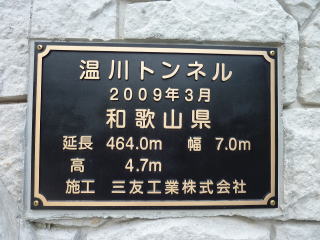 温川トンネル
2009年3月
和歌山県
延長 464.0m 幅 7.0m
高 4.7m
施工 三友工業株式会社